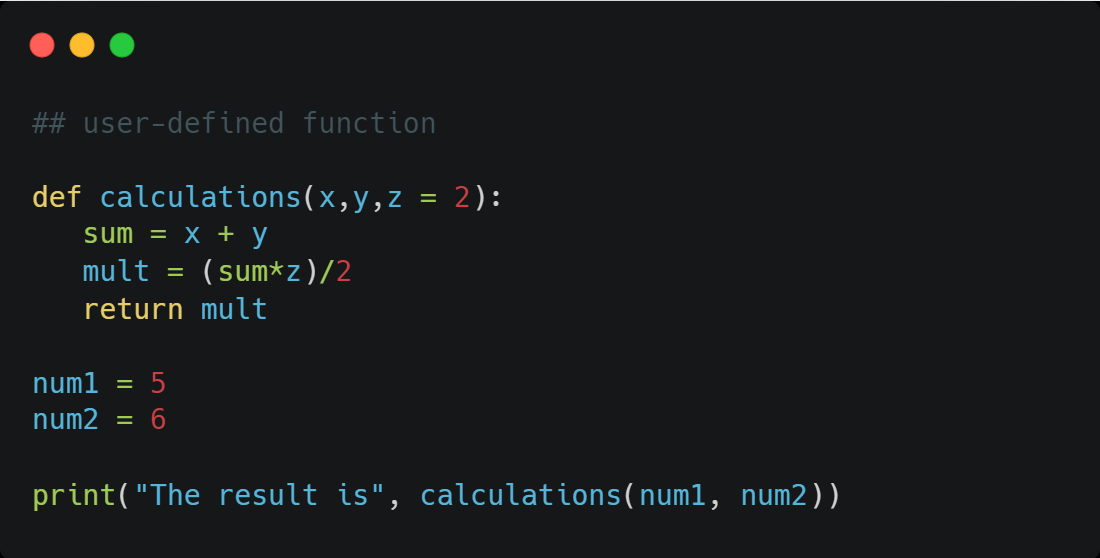 ## user-defined function
def calculations(x,y,z = 2):
   sum = x + y
   mult = (sum*z)/2
   return mult
num1 = 5
num2 = 6
print("The result is", calculations(num1, num2))